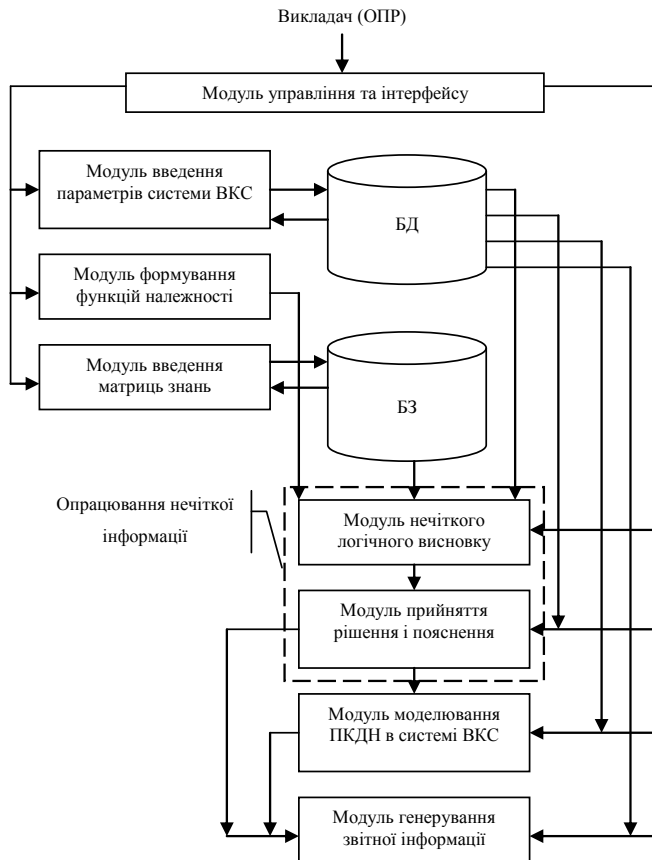 Викладач (ОПР)
Модуль управління та інтерфейсу
Модуль введення
параметрів системи ВКС
БД
Модуль формування
функцій належності
Модуль введення
матриць знань
БЗ
Опрацювання нечіткої
інформації
Модуль нечіткого
логічного висновку
Модуль прийняття
рішення і пояснення
Модуль моделювання
ПКДН в системі ВКС
Модуль генерування
звітної інформації